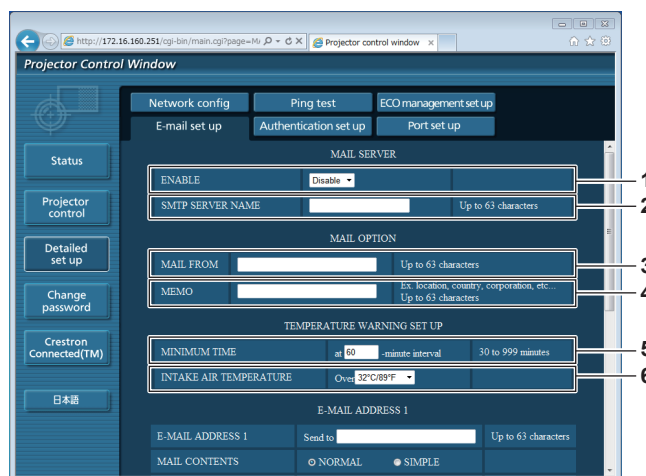 http://172.16.160.251/cgi-bin/main.cgi?page=M
Projector control window
Projector Control Window
Network config Ping test ECO management set up
E-mail set up Authentication set up Port set up
Status
Projector control
Detailed set up
Change password
Crestron Connected(TM)
日本語
MAIL SERVER
ENABLE Disable 1
SMTP SERVER NAME Up to 63 characters 2
MAIL OPTION
MAIL FROM Up to 63 characters 3
MEMO Ex. location, country, corporation, etc... 4
Up to 63 characters
TEMPERATURE WARNING SET UP
MINIMUM TIME at 60 -minute interval 30 to 999 minutes 5
INTAKE AIR TEMPERATURE Over 32°C/89°F 6
E-MAIL ADDRESS 1
E-MAIL ADDRESS 1 Send to Up to 63 characters
MAIL CONTENTS NORMAL SIMPLE